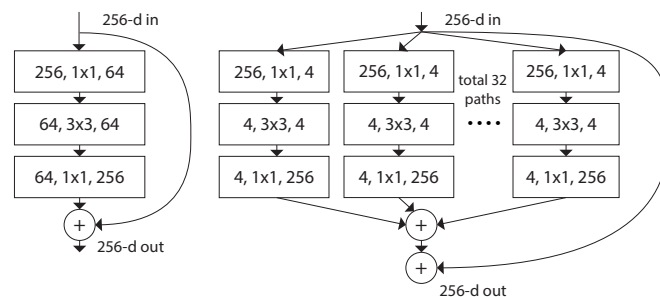 256-d in
256, 1x1, 64
64, 3x3, 64
64, 1x1, 256
+
256-d out
256-d in
256, 1x1, 4
256, 1x1, 4
256, 1x1, 4
total 32
paths
4, 3x3, 4
4, 3x3, 4
....
4, 3x3, 4
4, 1x1, 256
4, 1x1, 256
4, 1x1, 256
+
+
256-d out